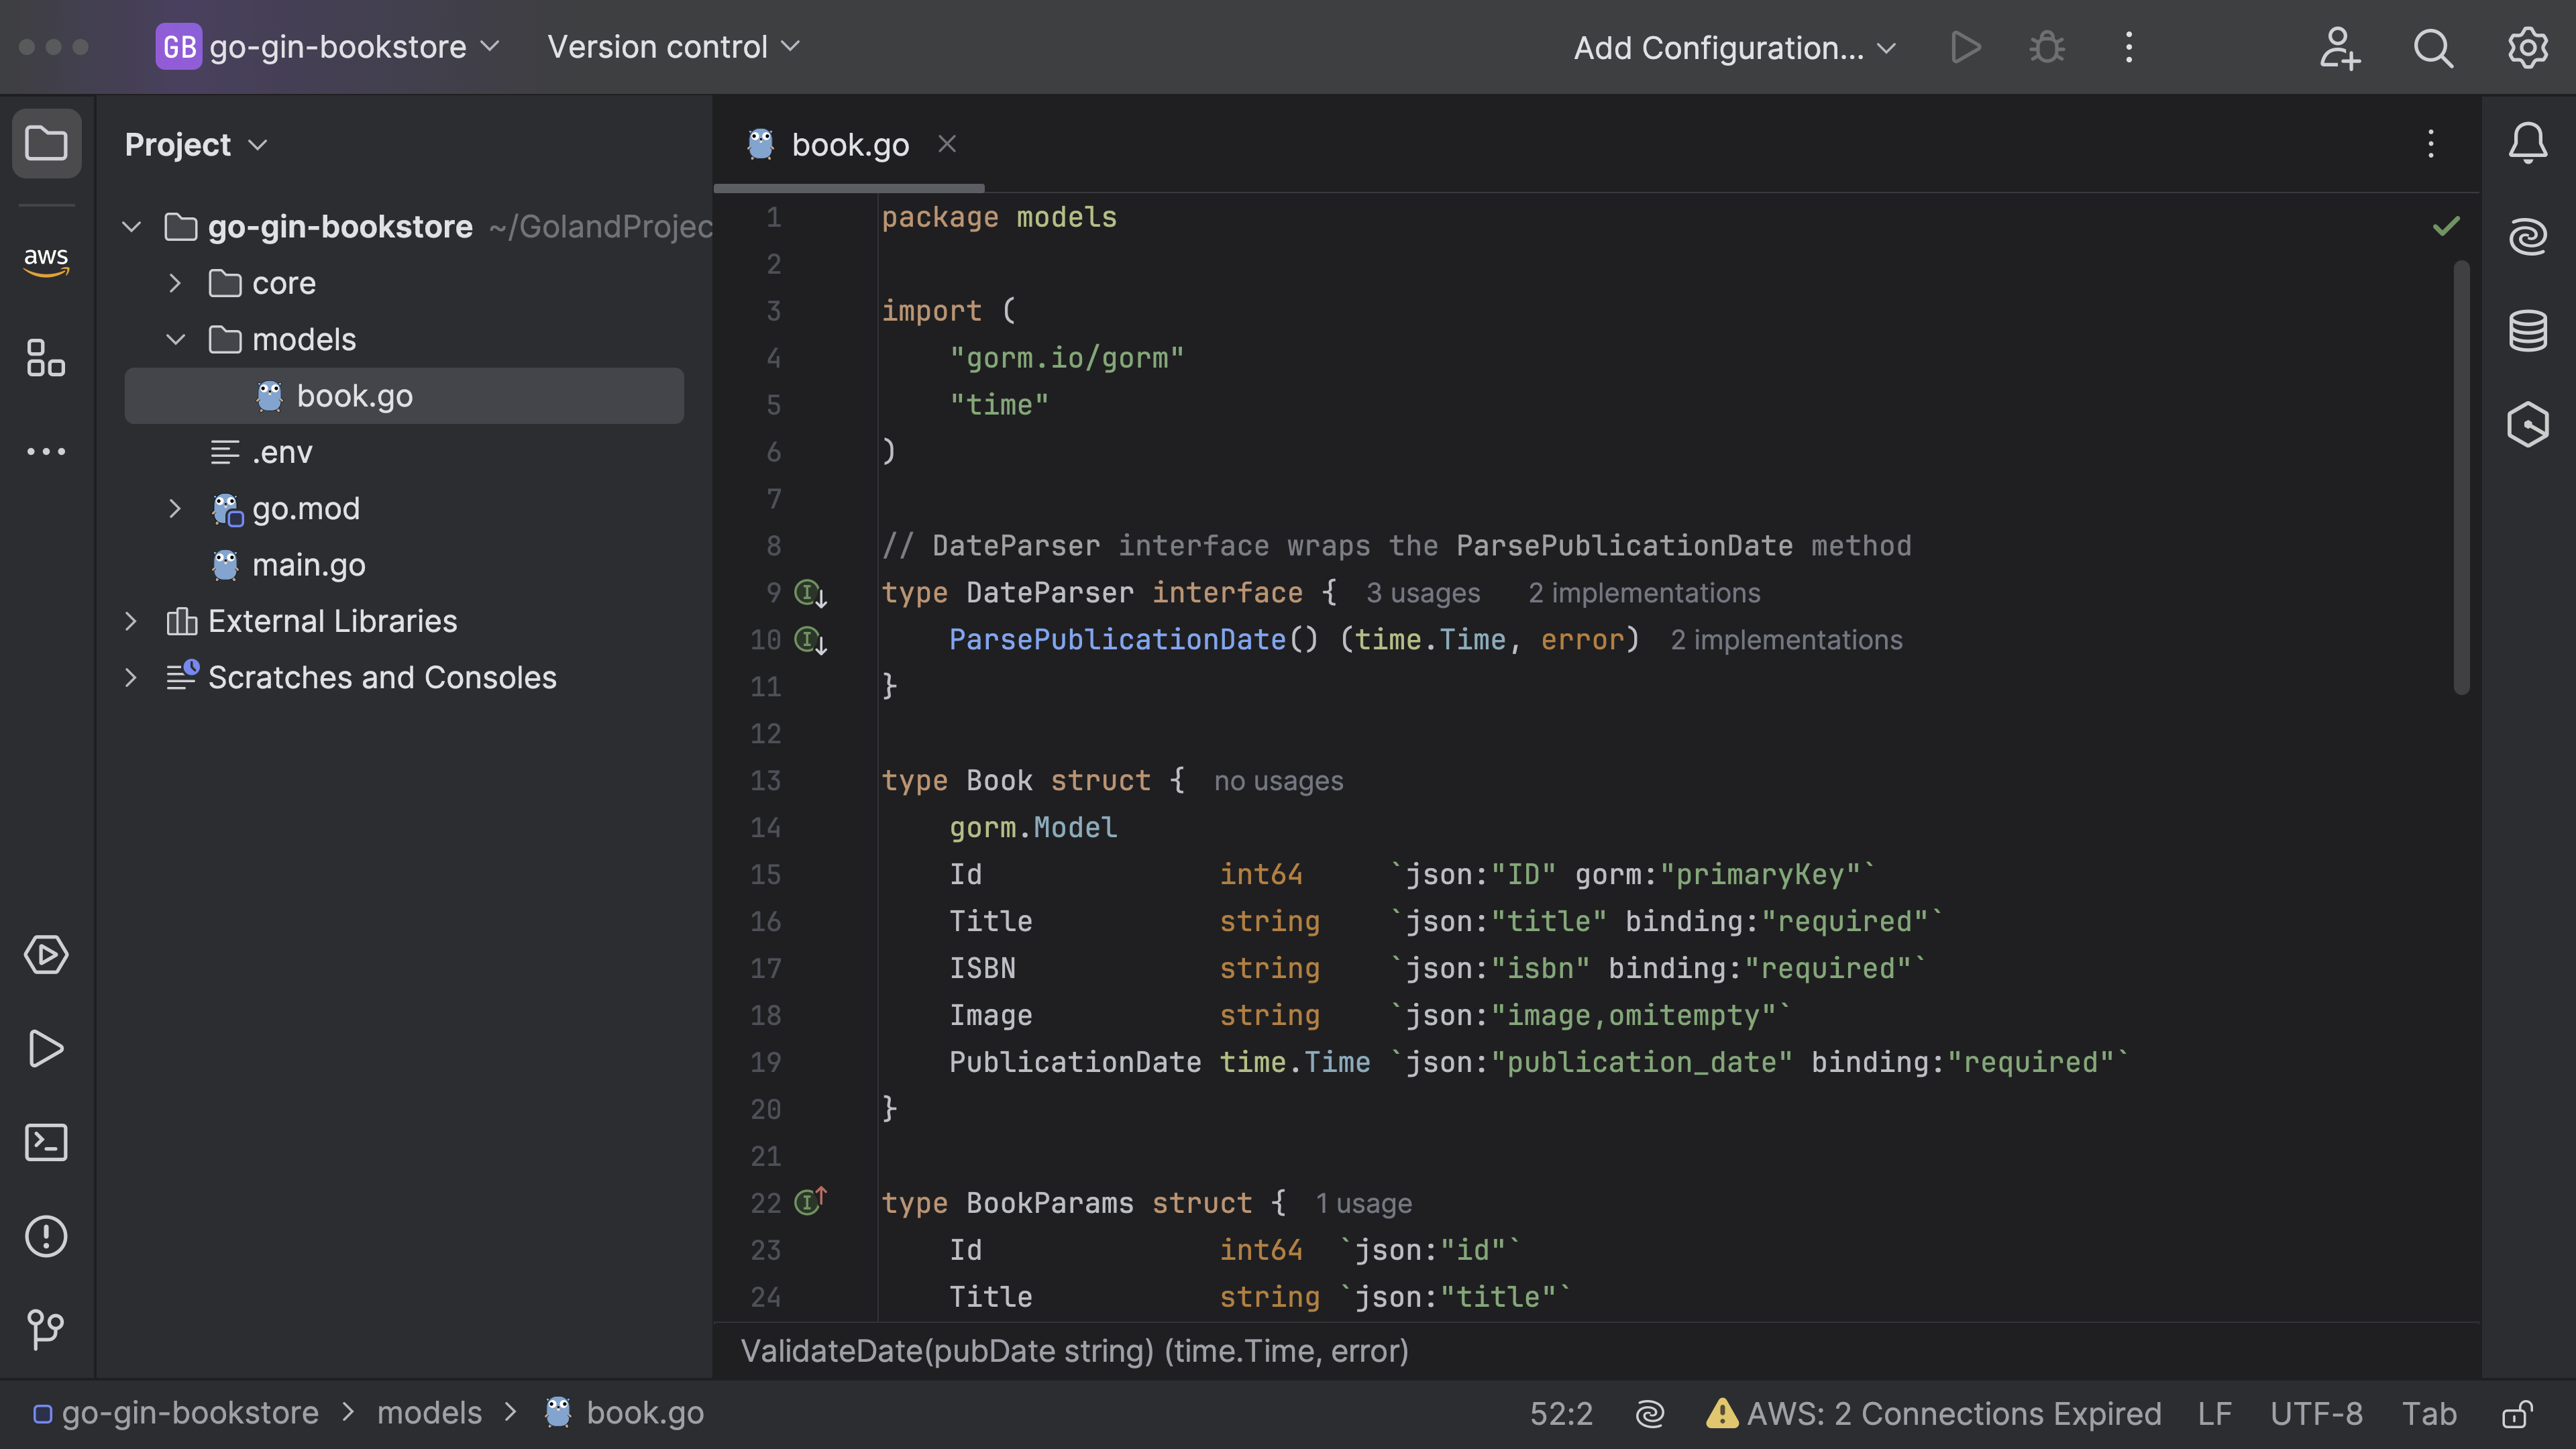 GB go-gin-bookstore Version control Add Configuration...
Project
aws
go-gin-bookstore ~/GolandProjec
core
models
book.go
.env
go.mod
main.go
External Libraries
Scratches and Consoles
book.go
1 package models
2
3 import (
4 "gorm.io/gorm"
5 "time"
6 )
7
8 // DateParser interface wraps the ParsePublicationDate method
9 type DateParser interface { 3 usages 2 implementations
10 ParsePublicationDate() (time.Time, error) 2 implementations
11 }
12
13 type Book struct { no usages
14 gorm.Model
15 Id int64 `json:"ID" gorm:"primaryKey"`
16 Title string `json:"title" binding:"required"`
17 ISBN string `json:"isbn" binding:"required"`
18 Image string `json:"image,omitempty"`
19 PublicationDate time.Time `json:"publication_date" binding:"required"`
20 }
21
22 type BookParams struct { 1 usage
23 Id int64 `json:"id"`
24 Title string `json:"title"`
ValidateDate(pubDate string) (time.Time, error)
go-gin-bookstore > models > book.go 52:2 AWS: 2 Connections Expired LF UTF-8 Tab